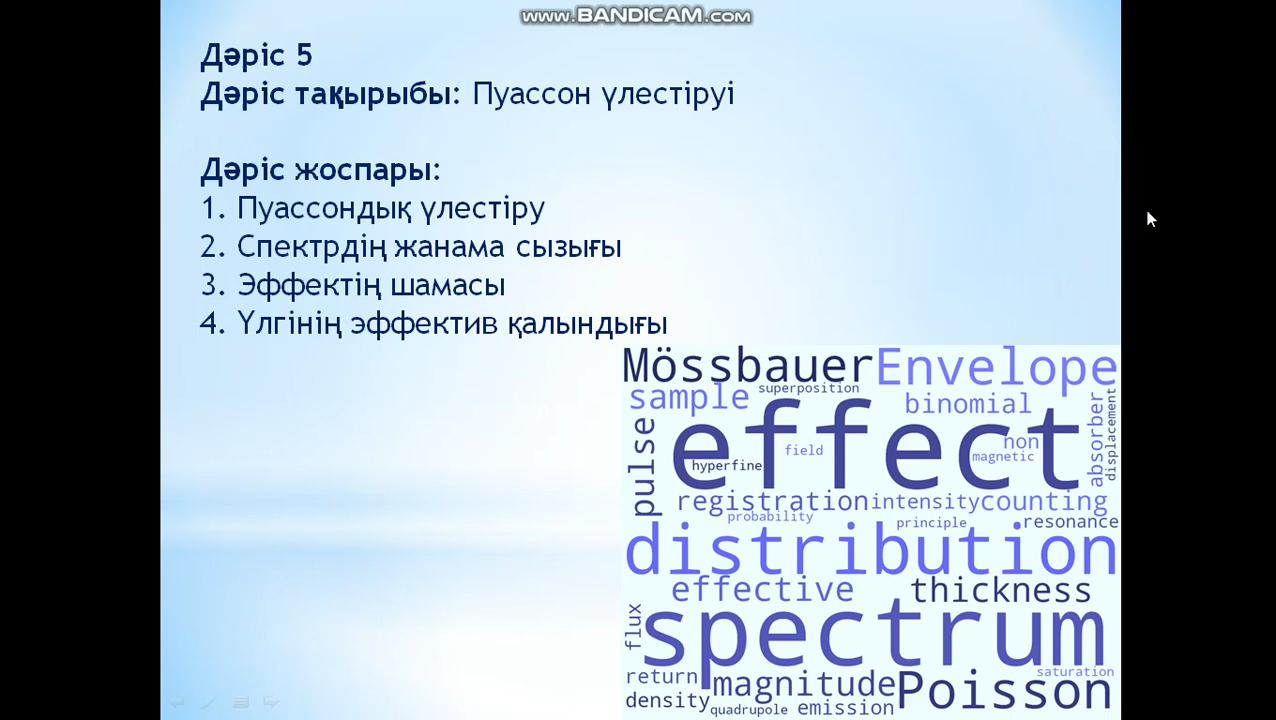 www.BANDICAM.com
Дәріс 5
Дәріс тақырыбы: Пуассон үлестіруі
Дәріс жоспары:
1. Пуассондық үлестіру
2. Спектрдің жанама сызығы
3. Эффектің шамасы
4. Үлгінің эффектив қалындығы
Mössbauer
Envelope
superposition
sample
binomial
effect
absorber
displacement
pulse
field
non
hyperfine
magnetic
registration
intensity
counting
probability
principle
resonance
distribution
effective
thickness
flux
spectrum
return
magnitude
saturation
Poisson
density
quadrupole
emission